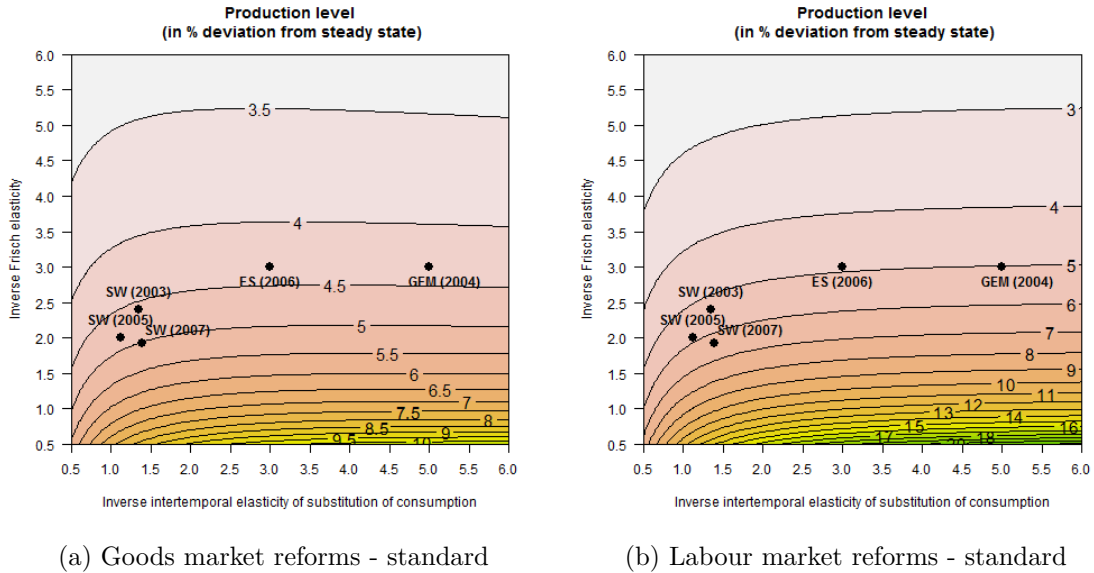 Production level
(in % deviation from steady state)
Inverse Frisch elasticity
6.0
5.5
5.0
4.5
4.0
3.5
3.0
2.5
2.0
1.5
1.0
0.5
3.5
4
ES (2006)
GEM (2004)
4.5
SW (2003)
SW (2005)
SW (2007)
5
5.5
6
6.5
7
7.5
8
8.5
9
9.5
10
0.5 1.0 1.5 2.0 2.5 3.0 3.5 4.0 4.5 5.0 5.5 6.0
Inverse intertemporal elasticity of substitution of consumption
(a) Goods market reforms - standard
Production level
(in % deviation from steady state)
Inverse Frisch elasticity
6.0
5.5
5.0
4.5
4.0
3.5
3.0
2.5
2.0
1.5
1.0
0.5
3
4
5
ES (2006)
GEM (2004)
SW (2003)
SW (2005)
SW (2007)
6
7
8
9
10
11
12
13
14
15
16
17
18
20
0.5 1.0 1.5 2.0 2.5 3.0 3.5 4.0 4.5 5.0 5.5 6.0
Inverse intertemporal elasticity of substitution of consumption
(b) Labour market reforms - standard